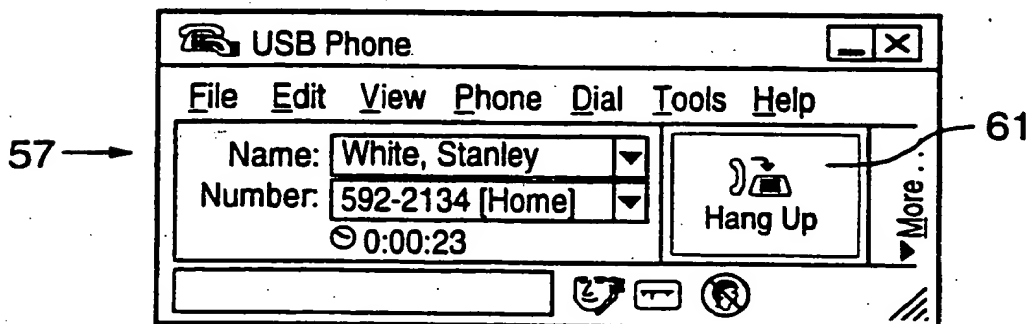 USB Phone
File Edit View Phone Dial Tools Help
57
Name: White, Stanley
Number: 592-2134 [Home]
0:00:23
Hang Up
More...
61